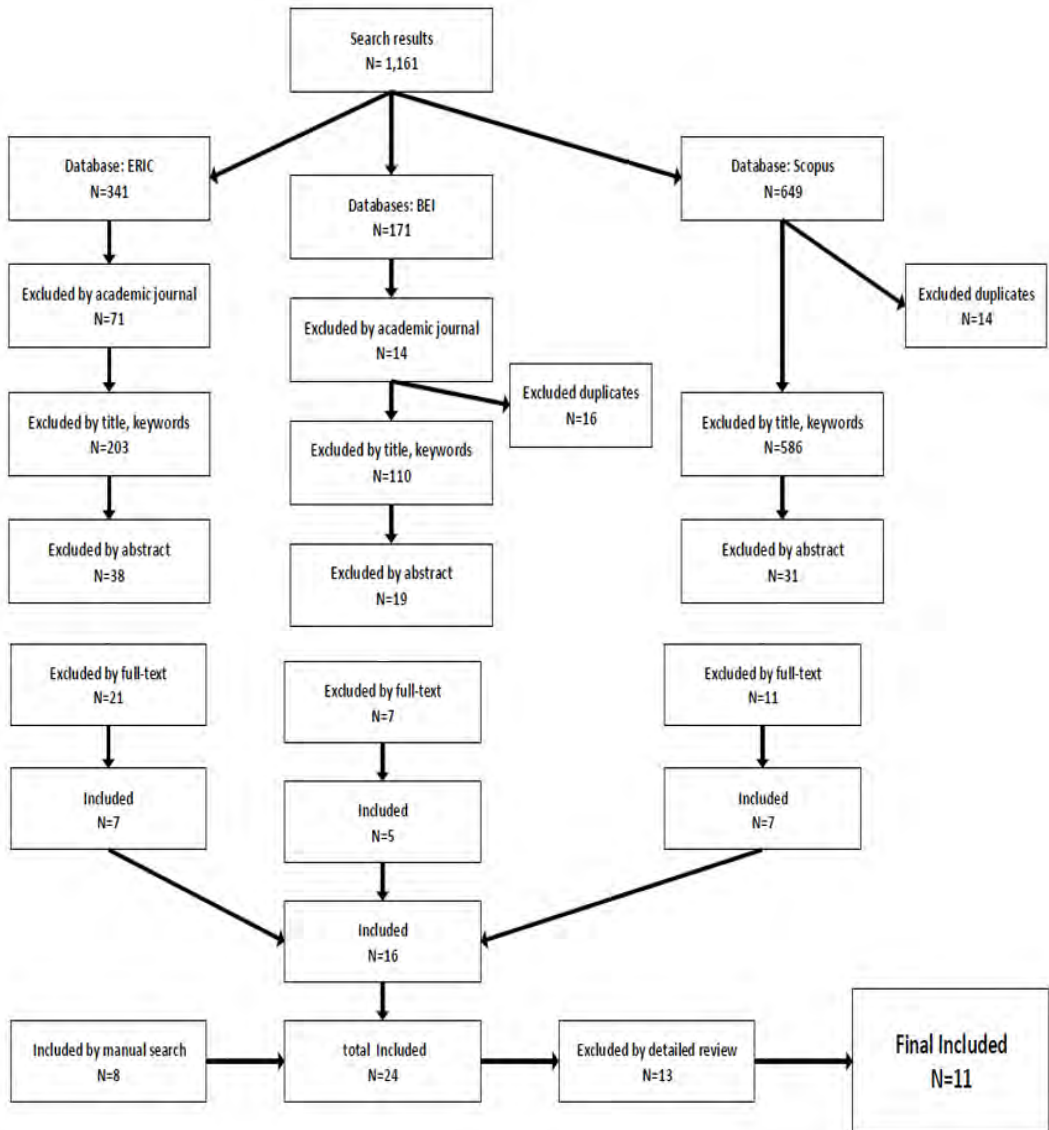 Search results
N= 1,161
Database: ERIC
N=341
Databases: BEI
N=171
Database: Scopus
N=649
Excluded by academic journal
N=71
Excluded by academic journal
N=14
Excluded duplicates
N=14
Excluded by title, keywords
N=203
Excluded duplicates
N=16
Excluded by title, keywords
N=110
Excluded by title, keywords
N=586
Excluded by abstract
N=38
Excluded by abstract
N=19
Excluded by abstract
N=31
Excluded by full-text
N=21
Excluded by full-text
N=7
Excluded by full-text
N=11
Included
N=7
Included
N=5
Included
N=7
Included
N=16
Included by manual search
N=8
total Included
N=24
Excluded by detailed review
N=13
Final Included
N=11